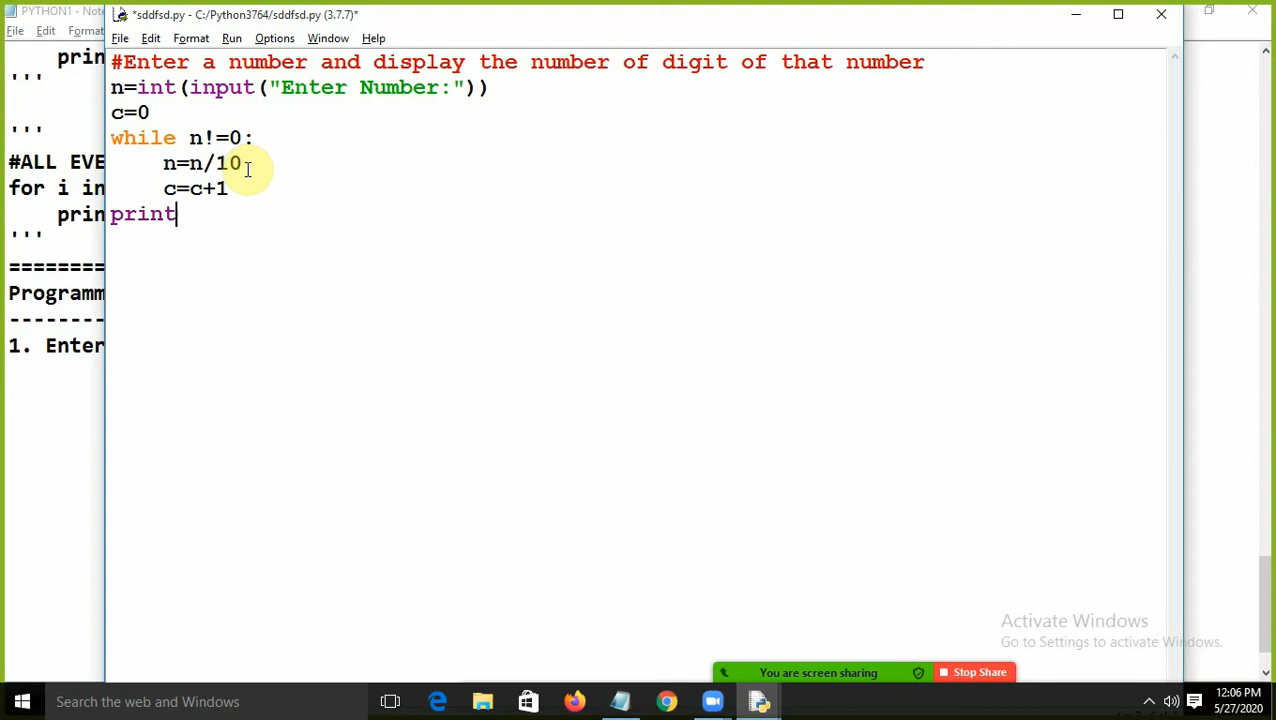 PYTHON1 - Note
*sddfsd.py - C:/Python3764/sddfsd.py (3.7.7)*
File Edit Forma
File Edit Format Run Options Window Help
prin
'''
'''
#ALL EVE
for i in
prin
'''
========
Programm
--------
1. Enter
#Enter a number and display the number of digit of that number
n=int(input("Enter Number:"))
c=0
while n!=0:
    n=n/10
    c=c+1
print
Activate Windows
Go to Settings to activate Windows.
You are screen sharing
Stop Share
Search the web and Windows
12:06 PM
5/27/2020